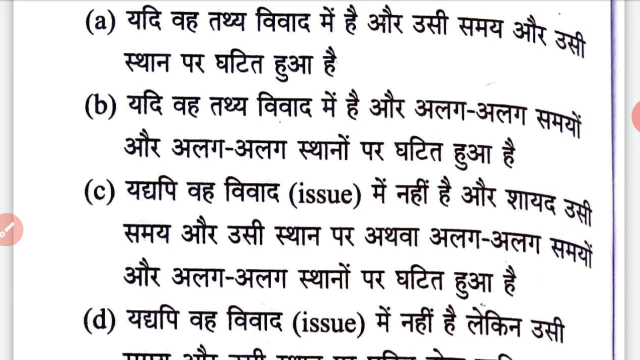 (a) यदि वह तथ्य विवाद में है और उसी समय और उसी
स्थान पर घटित हुआ है
(b) यदि वह तथ्य विवाद में है और अलग-अलग समयों
और अलग-अलग स्थानों पर घटित हुआ है
(c) यद्यपि वह विवाद (issue) में नहीं है और शायद उसी
समय और उसी स्थान पर अथवा अलग-अलग समयों
और अलग-अलग स्थानों पर घटित हुआ है
(d) यद्यपि वह विवाद (issue) में नहीं है लेकिन उसी